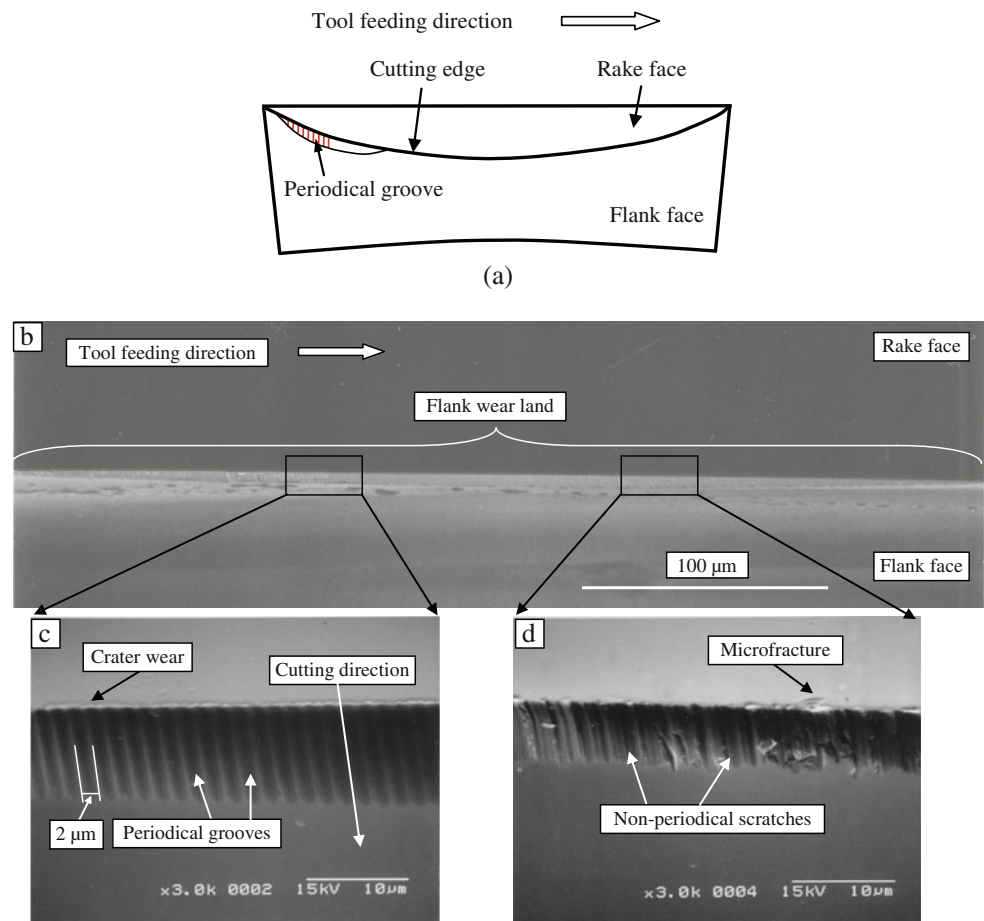 Tool feeding direction
Cutting edge
Rake face
Periodical groove
Flank face
(a)
b
Tool feeding direction
Rake face
Flank wear land
100 μm
Flank face
c
Crater wear
Cutting direction
2 μm
Periodical grooves
x3.0k 0002 15kV 10μm
d
Microfracture
Non-periodical scratches
x3.0k 0004 15kV 10μm